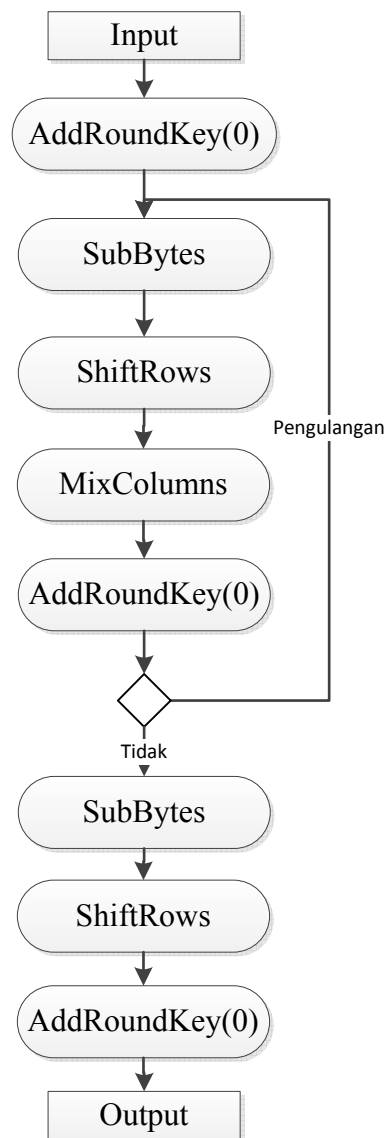 Input
AddRoundKey(0)
SubBytes
ShiftRows
Pengulangan
MixColumns
AddRoundKey(0)
Tidak
SubBytes
ShiftRows
AddRoundKey(0)
Output